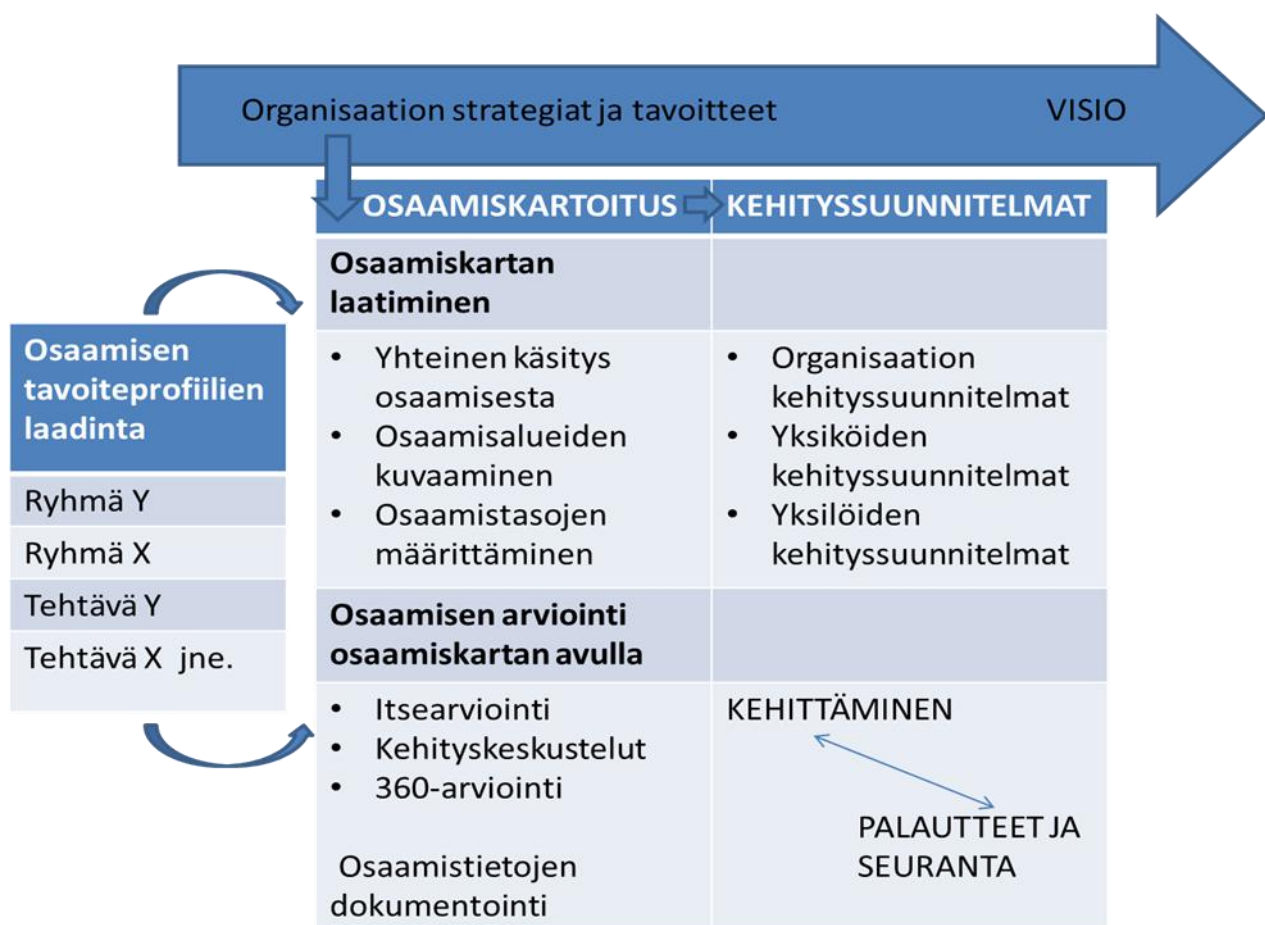 Organisaation strategiat ja tavoitteet VISIO
OSAAMISKARTOITUS KEHITYSSUUNNITELMAT
Osaamisen
tavoiteprofiilien
laadinta
Ryhmä Y
Ryhmä X
Tehtävä Y
Tehtävä X jne.
Osaamiskartan
laatiminen
• Yhteinen käsitys
osaamisesta
• Osaamisalueiden
kuvaaminen
• Osaamistasojen
määrittäminen
• Organisaation
kehityssuunnitelmat
• Yksiköiden
kehityssuunnitelmat
• Yksilöiden
kehityssuunnitelmat
Osaamisen arviointi
osaamiskartan avulla
• Itsearviointi
• Kehityskeskustelut
• 360-arviointi
Osaamistietojen
dokumentointi
KEHITTÄMINEN
PALAUTTEET JA
SEURANTA